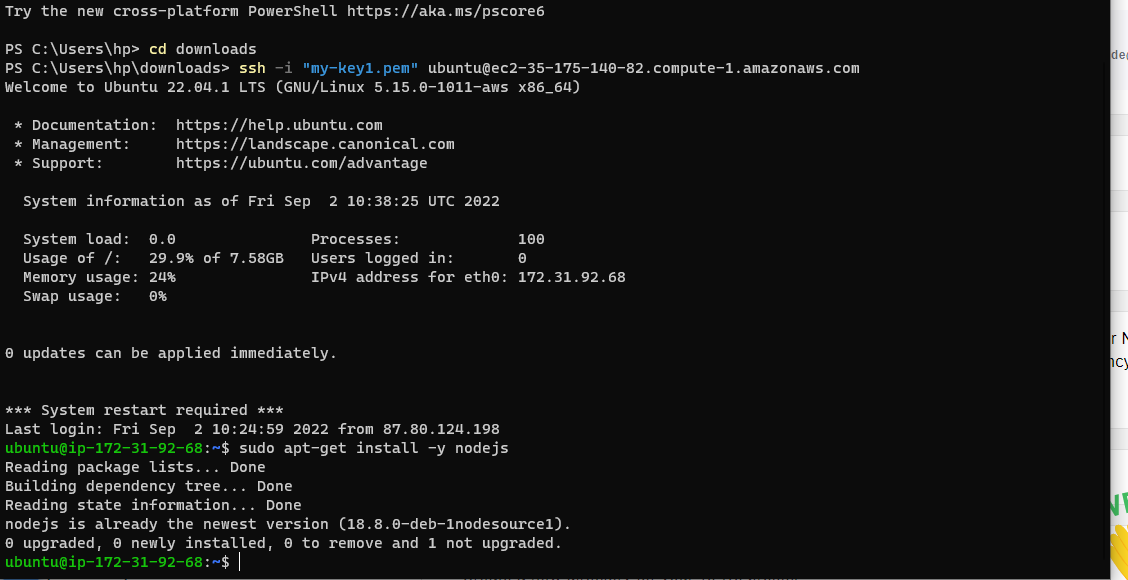 Try the new cross-platform PowerShell https://aka.ms/pscore6
PS C:\Users\hp> cd downloads
PS C:\Users\hp\downloads> ssh -i "my-key1.pem" ubuntu@ec2-35-175-140-82.compute-1.amazonaws.com
Welcome to Ubuntu 22.04.1 LTS (GNU/Linux 5.15.0-1011-aws x86_64)
* Documentation:  https://help.ubuntu.com
* Management:     https://landscape.canonical.com
* Support:        https://ubuntu.com/advantage
System information as of Fri Sep  2 10:38:25 UTC 2022
System load:  0.0               Processes:             100
Usage of /:   29.9% of 7.58GB   Users logged in:       0
Memory usage: 24%               IPv4 address for eth0: 172.31.92.68
Swap usage:   0%
0 updates can be applied immediately.
*** System restart required ***
Last login: Fri Sep  2 10:24:59 2022 from 87.80.124.198
ubuntu@ip-172-31-92-68:~$ sudo apt-get install -y nodejs
Reading package lists... Done
Building dependency tree... Done
Reading state information... Done
nodejs is already the newest version (18.8.0-deb-1nodesource1).
0 upgraded, 0 newly installed, 0 to remove and 1 not upgraded.
ubuntu@ip-172-31-92-68:~$